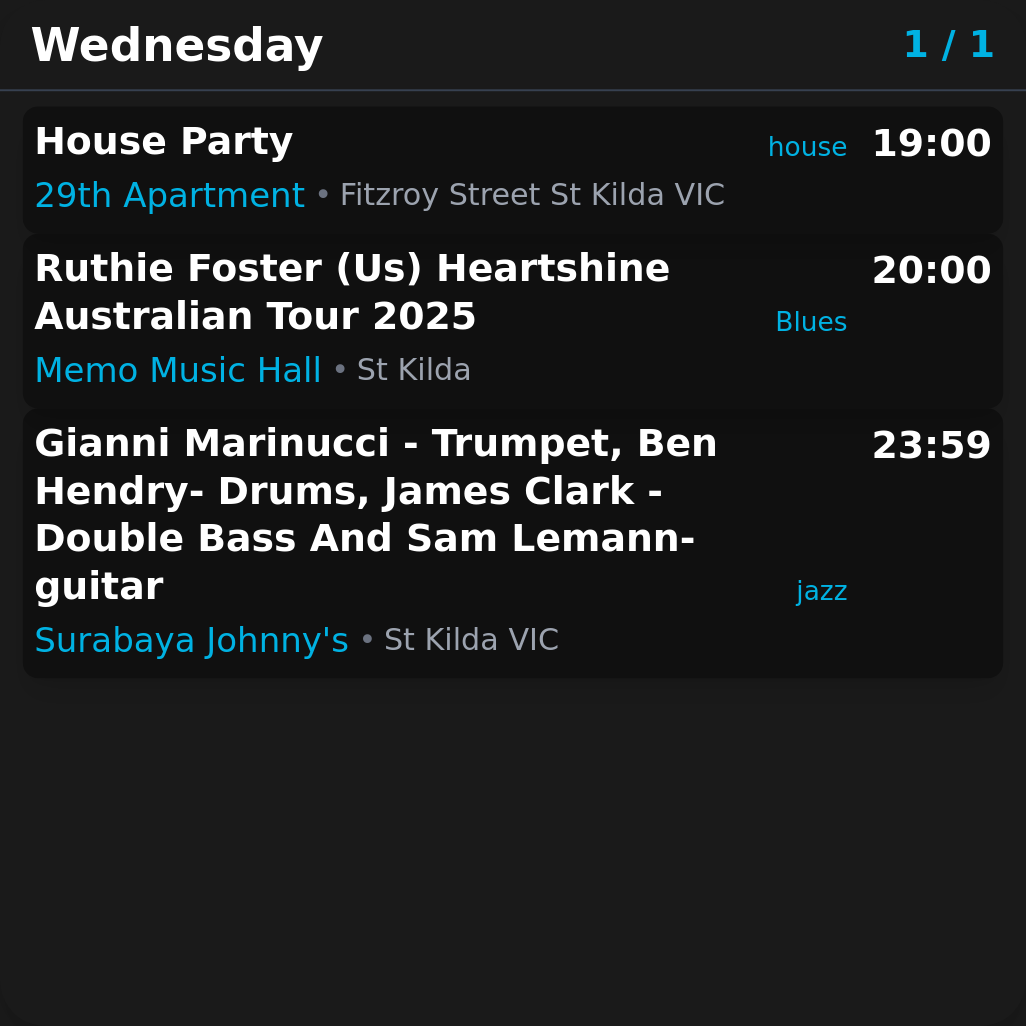 Wednesday
1 / 1
House Party
house
19:00
29th Apartment • Fitzroy Street St Kilda VIC
Ruthie Foster (Us) Heartshine
Australian Tour 2025
Blues
20:00
Memo Music Hall • St Kilda
Gianni Marinucci - Trumpet, Ben
Hendry- Drums, James Clark -
Double Bass And Sam Lemann-
guitar
jazz
23:59
Surabaya Johnny's • St Kilda VIC